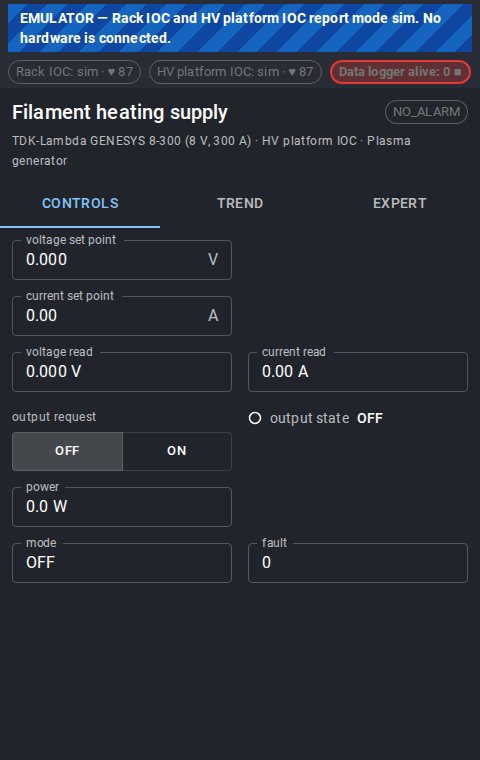 EMULATOR — Rack IOC and HV platform IOC report mode sim. No
hardware is connected.
Rack IOC: sim · ♥ 87
HV platform IOC: sim · ♥ 87
Data logger alive: 0 ■
Filament heating supply
NO_ALARM
TDK-Lambda GENESYS 8-300 (8 V, 300 A) · HV platform IOC · Plasma
generator
CONTROLS
TREND
EXPERT
voltage set point
0.000 V
current set point
0.00 A
voltage read
0.000 V
current read
0.00 A
output request
OFF
ON
output state OFF
power
0.0 W
mode
OFF
fault
0